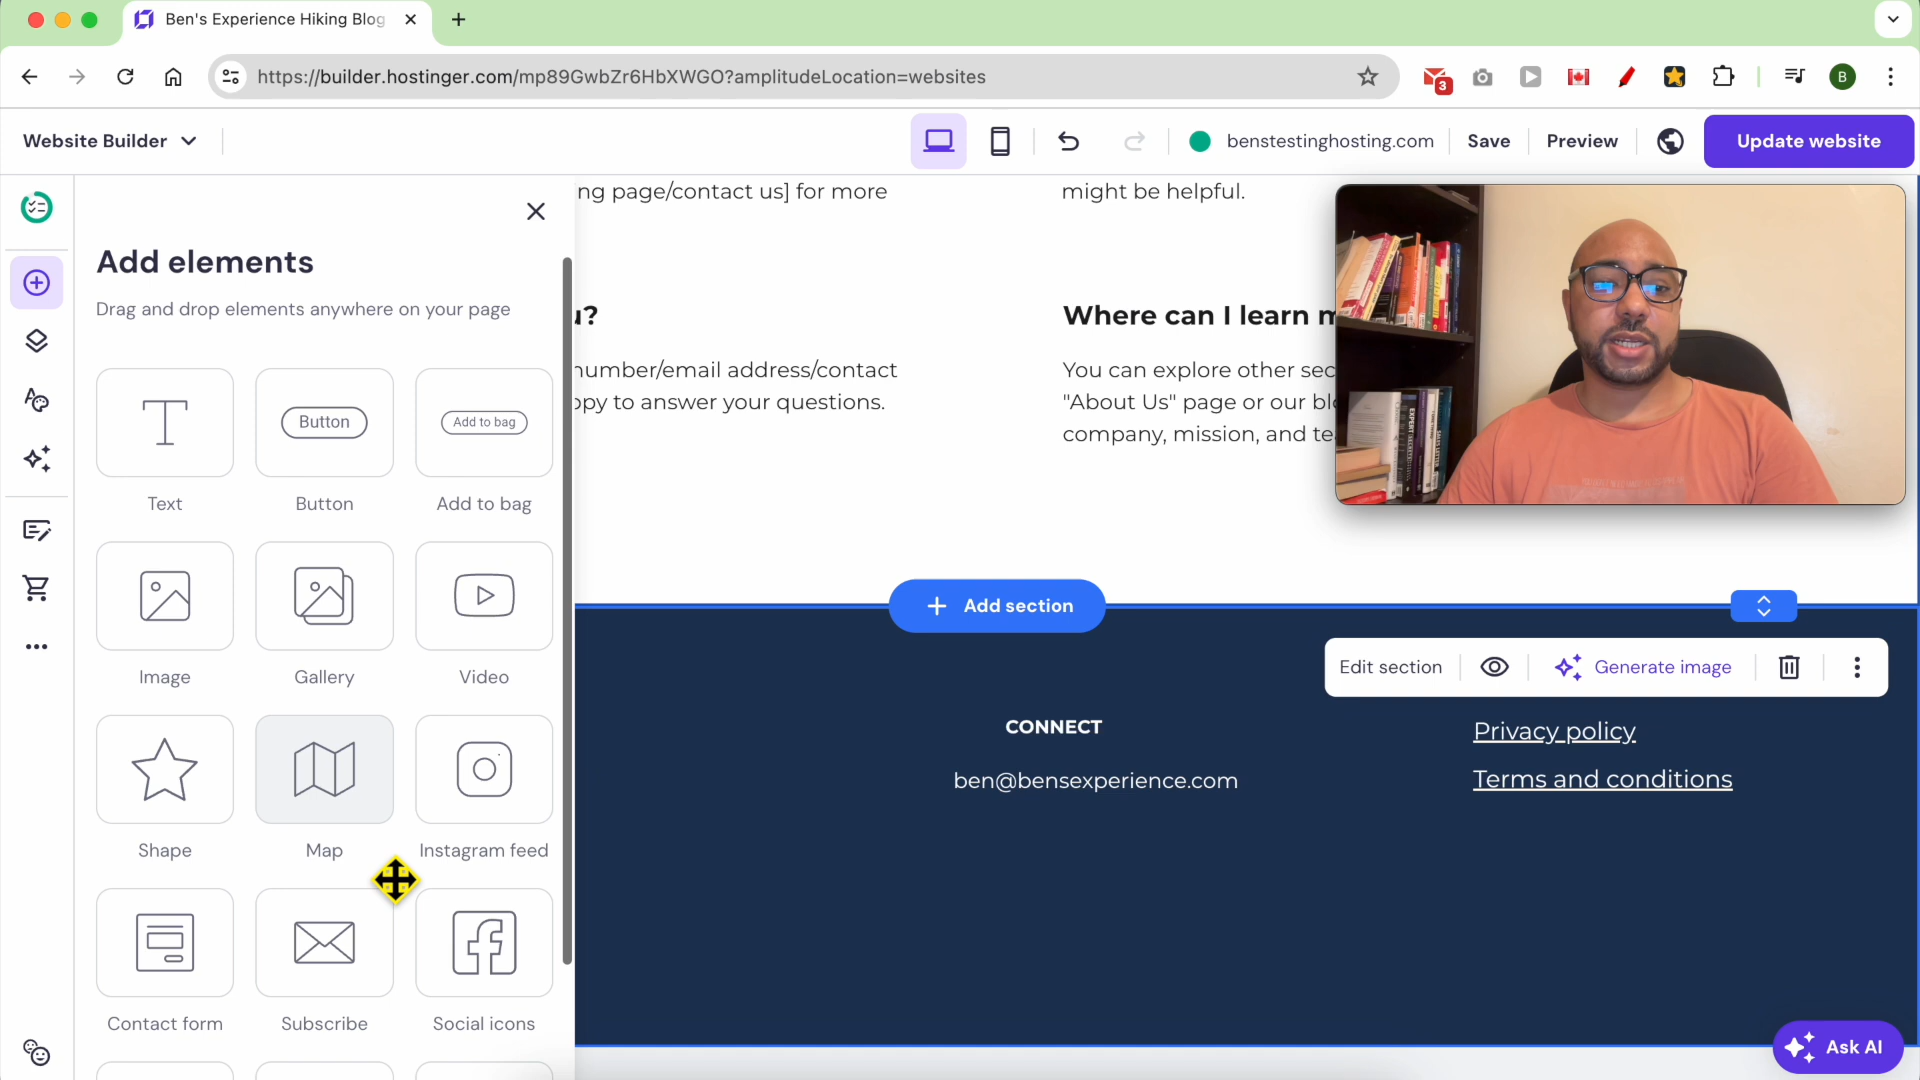 Ben's Experience Hiking Blog
https://builder.hostinger.com/mp89GwbZr6HbXWGO?amplitudeLocation=websites
3
B
Website Builder
benstestinghosting.com
Save
Preview
Update website
Add elements
Drag and drop elements anywhere on your page
Button
Add to bag
Text
Button
Add to bag
Image
Gallery
Video
Shape
Map
Instagram feed
Contact form
Subscribe
Social icons
ng page/contact us] for more
might be helpful.
u?
Where can I learn m
number/email address/contact
ppy to answer your questions.
You can explore other sec
"About Us" page or our blo
company, mission, and te
Add section
Edit section
Generate image
CONNECT
ben@bensexperience.com
Privacy policy
Terms and conditions
Ask AI